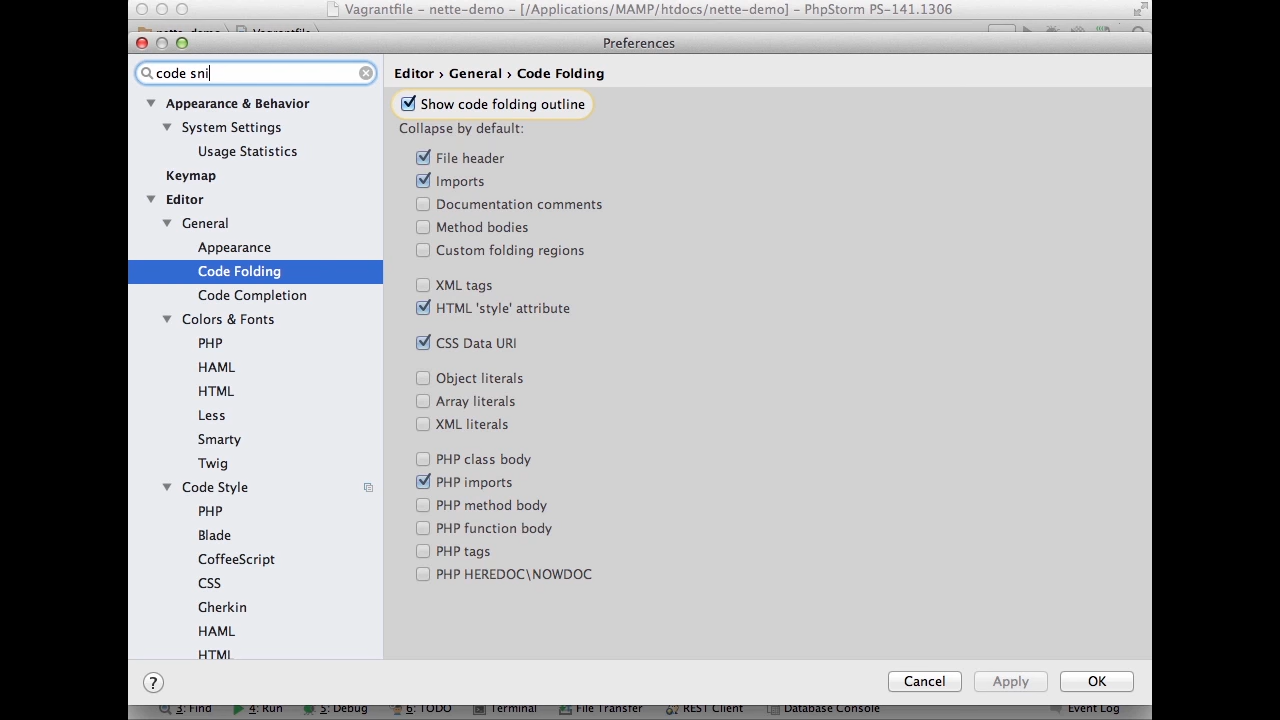 Vagrantfile – nette-demo – [/Applications/MAMP/htdocs/nette-demo] – PhpStorm PS-141.1306
nette-demo Vagrantfile
Preferences
code sni
Editor › General › Code Folding
Appearance & Behavior
System Settings
Usage Statistics
Keymap
Editor
General
Appearance
Code Folding
Code Completion
Colors & Fonts
PHP
HAML
HTML
Less
Smarty
Twig
Code Style
PHP
Blade
CoffeeScript
CSS
Gherkin
HAML
HTML
Show code folding outline
Collapse by default:
File header
Imports
Documentation comments
Method bodies
Custom folding regions
XML tags
HTML 'style' attribute
CSS Data URI
Object literals
Array literals
XML literals
PHP class body
PHP imports
PHP method body
PHP function body
PHP tags
PHP HEREDOC\NOWDOC
?
Cancel
Apply
OK
3: Find 4: Run 5: Debug 6: TODO Terminal File Transfer REST Client Database Console Event Log